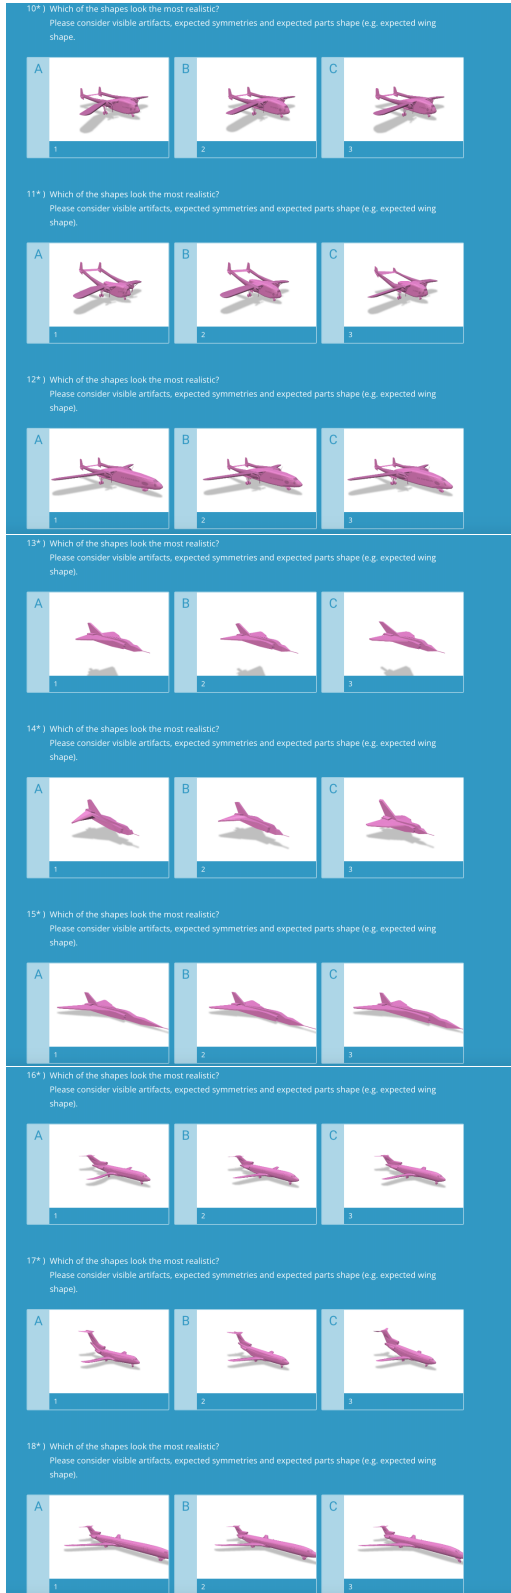 10* ) Which of the shapes look the most realistic?
Please consider visible artifacts, expected symmetries and expected parts shape (e.g. expected wing
shape.
A
B
C
1
2
3
11* ) Which of the shapes look the most realistic?
Please consider visible artifacts, expected symmetries and expected parts shape (e.g. expected wing
shape).
A
B
C
1
2
3
12* ) Which of the shapes look the most realistic?
Please consider visible artifacts, expected symmetries and expected parts shape (e.g. expected wing
shape).
A
B
C
1
2
3
13* ) Which of the shapes look the most realistic?
Please consider visible artifacts, expected symmetries and expected parts shape (e.g. expected wing
shape).
A
B
C
1
2
3
14* ) Which of the shapes look the most realistic?
Please consider visible artifacts, expected symmetries and expected parts shape (e.g. expected wing
shape).
A
B
C
1
2
3
15* ) Which of the shapes look the most realistic?
Please consider visible artifacts, expected symmetries and expected parts shape (e.g. expected wing
shape).
A
B
C
1
2
3
16* ) Which of the shapes look the most realistic?
Please consider visible artifacts, expected symmetries and expected parts shape (e.g. expected wing
shape).
A
B
C
1
2
3
17* ) Which of the shapes look the most realistic?
Please consider visible artifacts, expected symmetries and expected parts shape (e.g. expected wing
shape).
A
B
C
1
2
3
18* ) Which of the shapes look the most realistic?
Please consider visible artifacts, expected symmetries and expected parts shape (e.g. expected wing
shape).
A
B
C
1
2
3